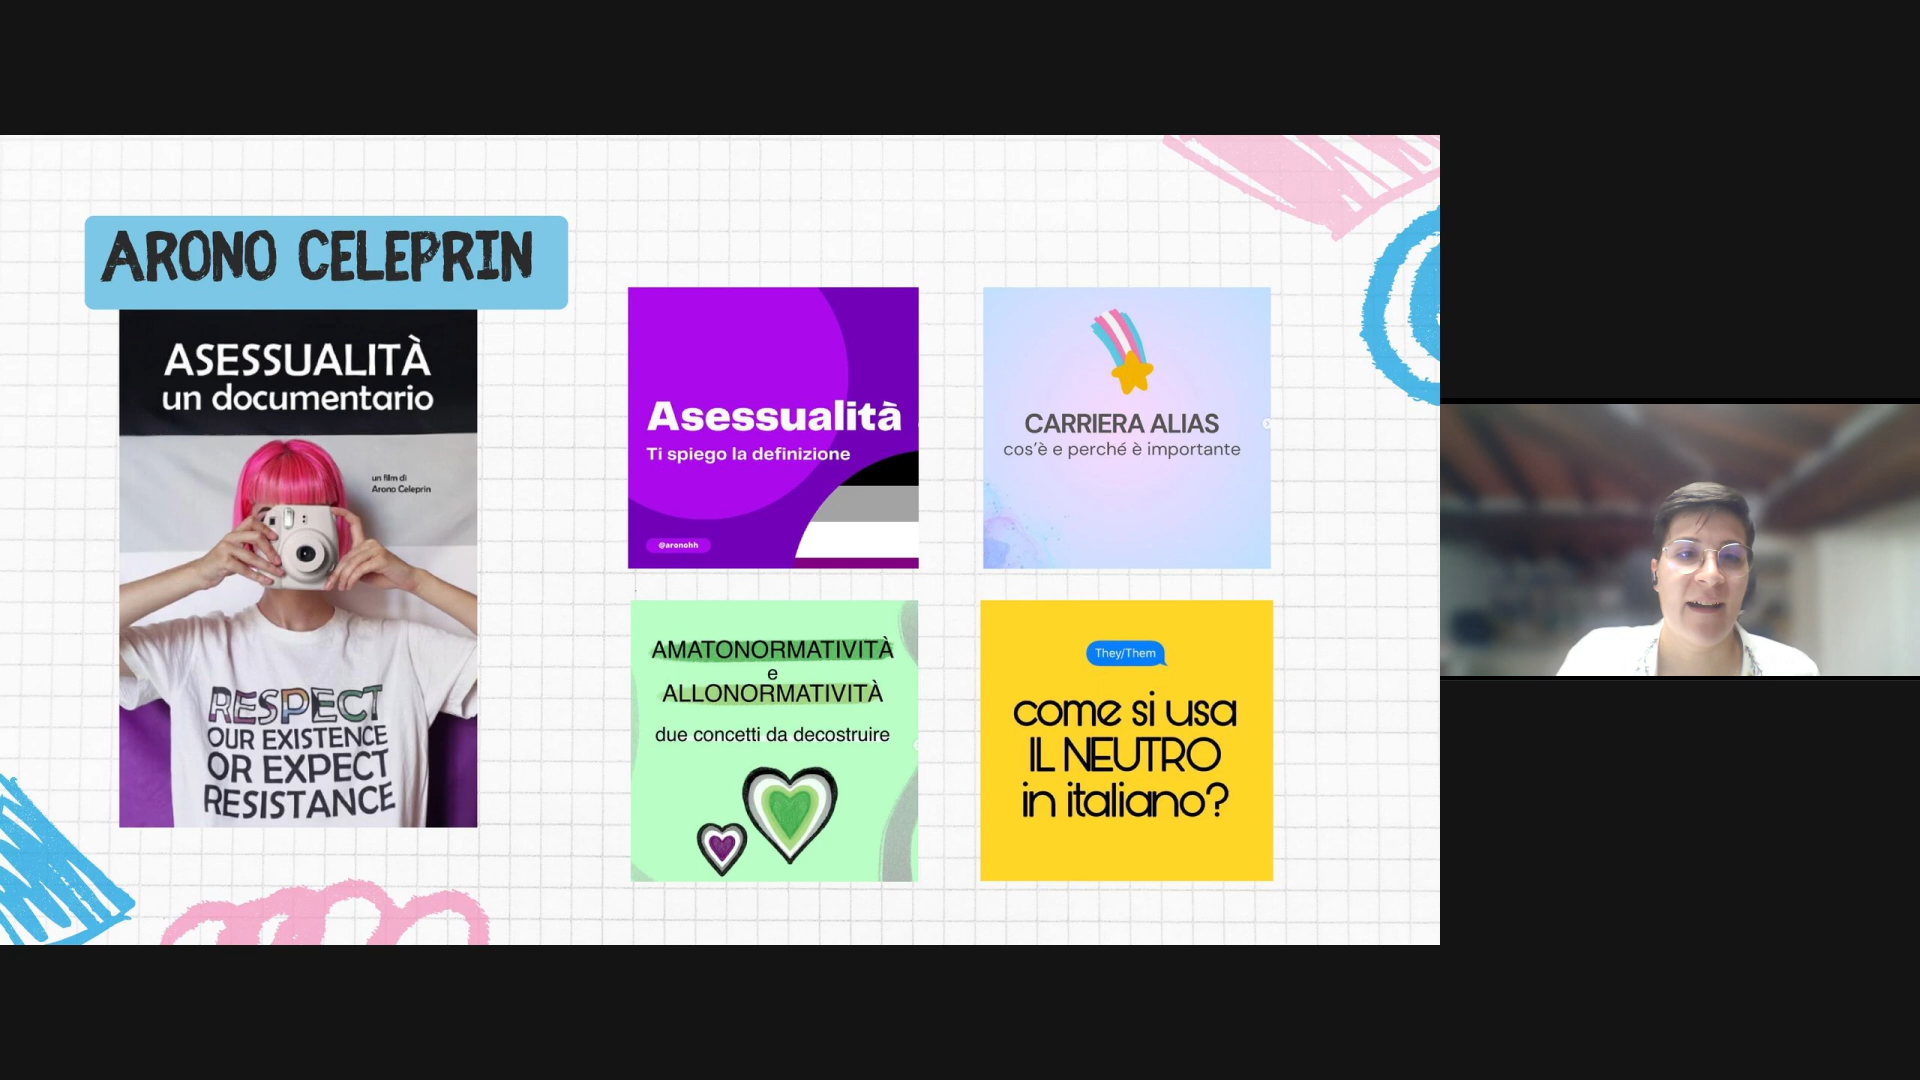 ARONO CELEPRIN
ASESSUALITÀ
un documentario
un film di
Arono Celeprin
RESPECT
OUR EXISTENCE
OR EXPECT
RESISTANCE
Asessualità
Ti spiego la definizione
@aronohh
CARRIERA ALIAS
cos'è e perché è importante
AMATONORMATIVITÀ
e
ALLONORMATIVITÀ
due concetti da decostruire
They/Them
come si usa
IL NEUTRO
in italiano?